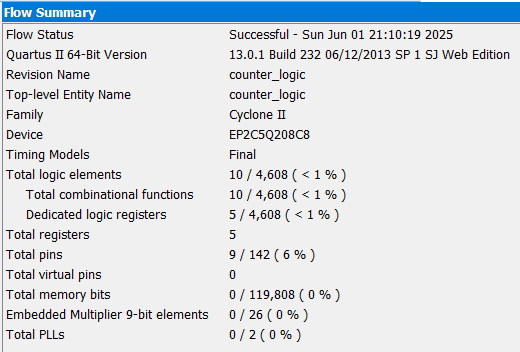 Flow Summary
Flow Status Successful - Sun Jun 01 21:10:19 2025
Quartus II 64-Bit Version 13.0.1 Build 232 06/12/2013 SP 1 SJ Web Edition
Revision Name counter_logic
Top-level Entity Name counter_logic
Family Cyclone II
Device EP2C5Q208C8
Timing Models Final
Total logic elements 10 / 4,608 ( < 1 % )
Total combinational functions 10 / 4,608 ( < 1 % )
Dedicated logic registers 5 / 4,608 ( < 1 % )
Total registers 5
Total pins 9 / 142 ( 6 % )
Total virtual pins 0
Total memory bits 0 / 119,808 ( 0 % )
Embedded Multiplier 9-bit elements 0 / 26 ( 0 % )
Total PLLs 0 / 2 ( 0 % )